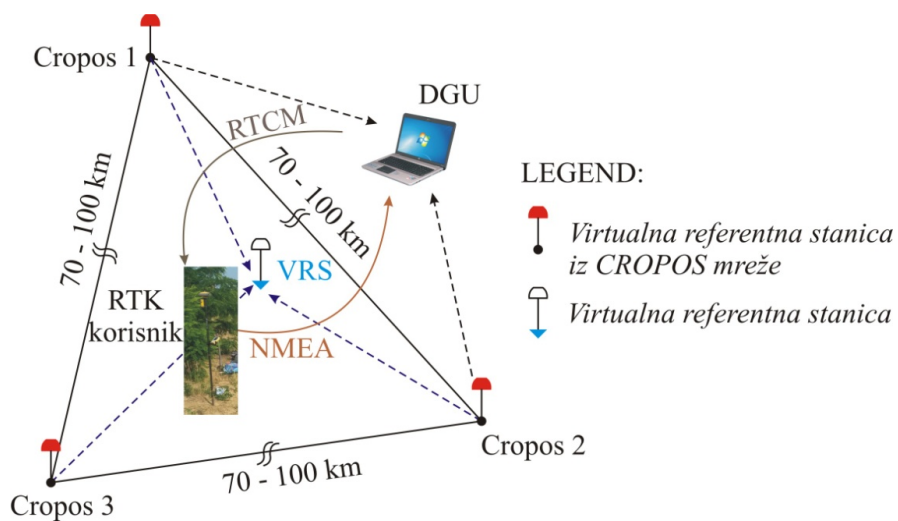 Cropos 1
DGU
RTCM
70 - 100 km
70 - 100 km
LEGEND:
Virtualna referentna stanica
iz CROPOS mreže
VRS
Virtualna referentna stanica
RTK
korisnik
NMEA
Cropos 2
70 - 100 km
Cropos 3